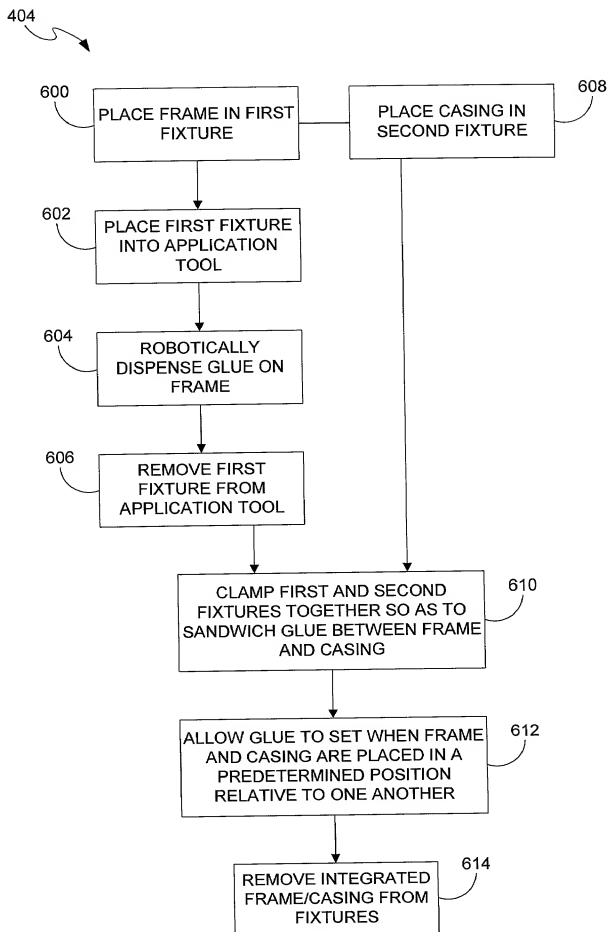 404
600
PLACE FRAME IN FIRST
FIXTURE
608
PLACE CASING IN
SECOND FIXTURE
602
PLACE FIRST FIXTURE
INTO APPLICATION
TOOL
604
ROBOTICALLY
DISPENSE GLUE ON
FRAME
606
REMOVE FIRST
FIXTURE FROM
APPLICATION TOOL
610
CLAMP FIRST AND SECOND
FIXTURES TOGETHER SO AS TO
SANDWICH GLUE BETWEEN FRAME
AND CASING
612
ALLOW GLUE TO SET WHEN FRAME
AND CASING ARE PLACED IN A
PREDETERMINED POSITION
RELATIVE TO ONE ANOTHER
614
REMOVE INTEGRATED
FRAME/CASING FROM
FIXTURES